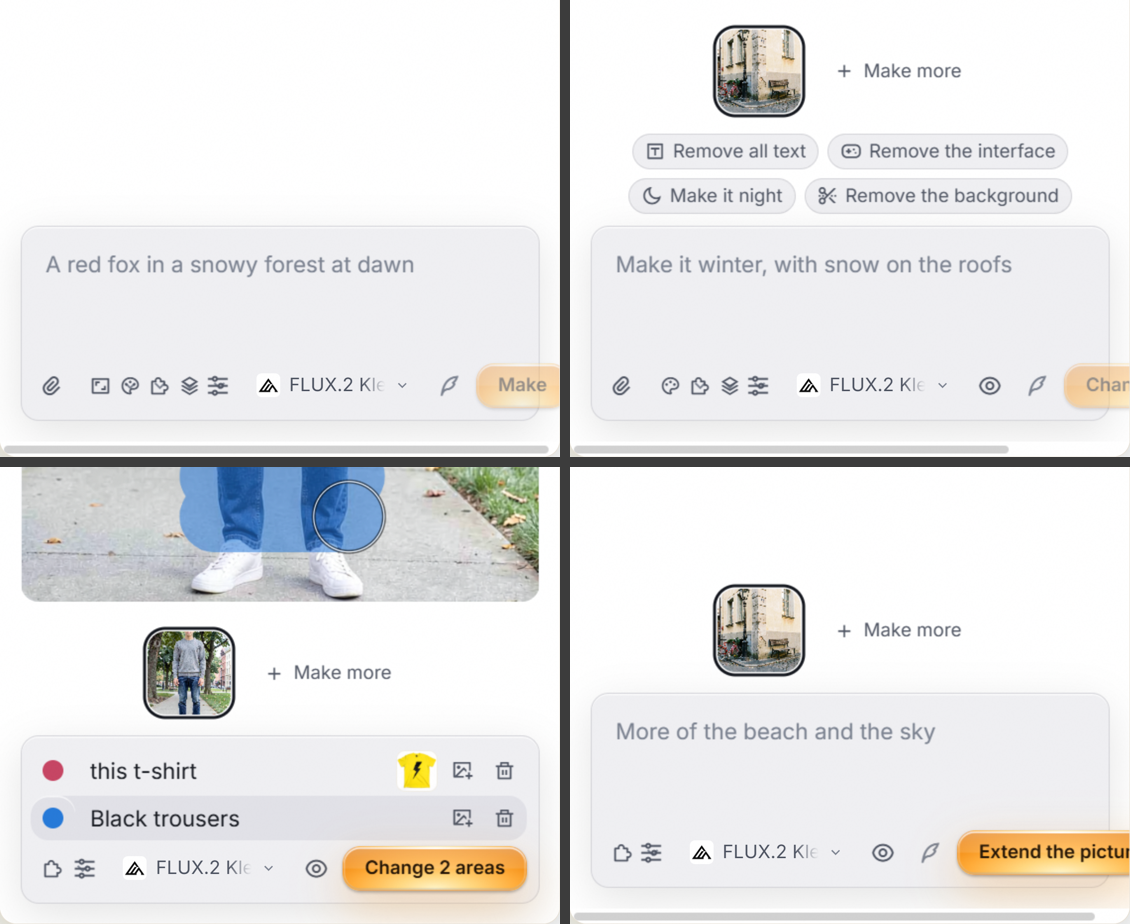 A red fox in a snowy forest at dawn
FLUX.2 Kle
Make
Make more
Remove all text
Remove the interface
Make it night
Remove the background
Make it winter, with snow on the roofs
FLUX.2 Kle
Chan
Make more
this t-shirt
Black trousers
FLUX.2 Kle
Change 2 areas
Make more
More of the beach and the sky
FLUX.2 Kle
Extend the pictur